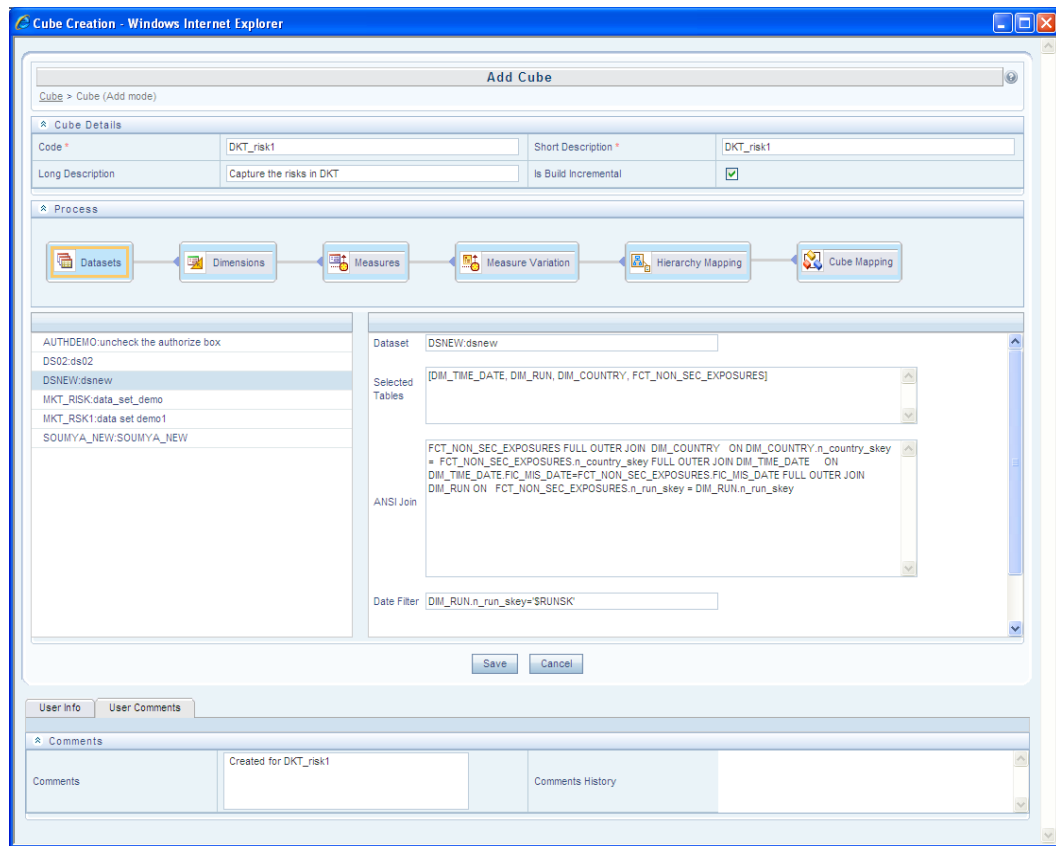 Cube Creation - Windows Internet Explorer
Add Cube
Cube > Cube (Add mode)
Cube Details
Code *
DKT_risk1
Short Description *
DKT_risk1
Long Description
Capture the risks in DKT
Is Build Incremental
Process
Datasets
Dimensions
Measures
Measure Variation
Hierarchy Mapping
Cube Mapping
AUTHDEMO:uncheck the authorize box
DS02:ds02
DSNEW:dsnew
MKT_RISK:data_set_demo
MKT_RSK1:data set demo1
SOUMYA_NEW:SOUMYA_NEW
Dataset
DSNEW:dsnew
Selected
Tables
[DIM_TIME_DATE, DIM_RUN, DIM_COUNTRY, FCT_NON_SEC_EXPOSURES]
ANSI Join
FCT_NON_SEC_EXPOSURES FULL OUTER JOIN DIM_COUNTRY ON DIM_COUNTRY.n_country_skey
= FCT_NON_SEC_EXPOSURES.n_country_skey FULL OUTER JOIN DIM_TIME_DATE ON
DIM_TIME_DATE.FIC_MIS_DATE=FCT_NON_SEC_EXPOSURES.FIC_MIS_DATE FULL OUTER JOIN
DIM_RUN ON FCT_NON_SEC_EXPOSURES.n_run_skey = DIM_RUN.n_run_skey
Date Filter
DIM_RUN.n_run_skey='$RUNSK'
Save
Cancel
User Info
User Comments
Comments
Comments
Created for DKT_risk1
Comments History